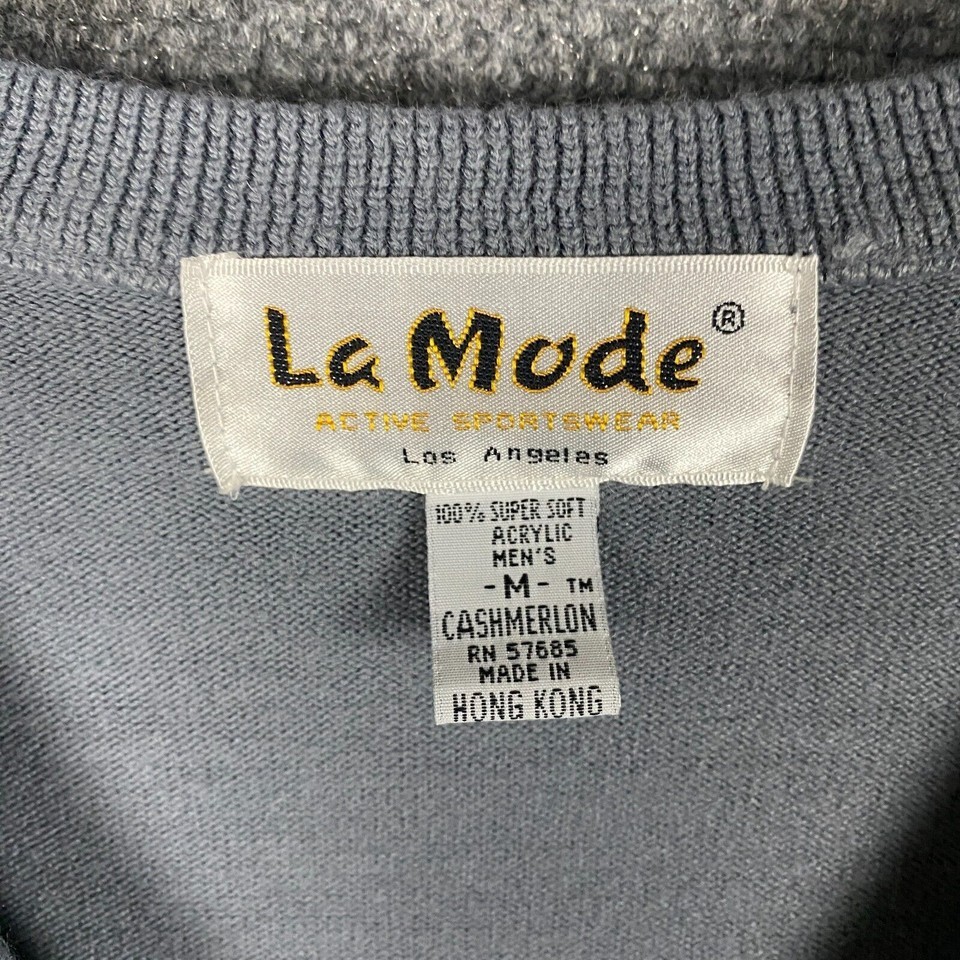 La Mode ®
ACTIVE SPORTSWEAR
Los Angeles
100% SUPER SOFT
ACRYLIC
MEN'S
- M - TM
CASHMERLON
RN 57685
MADE IN
HONG KONG